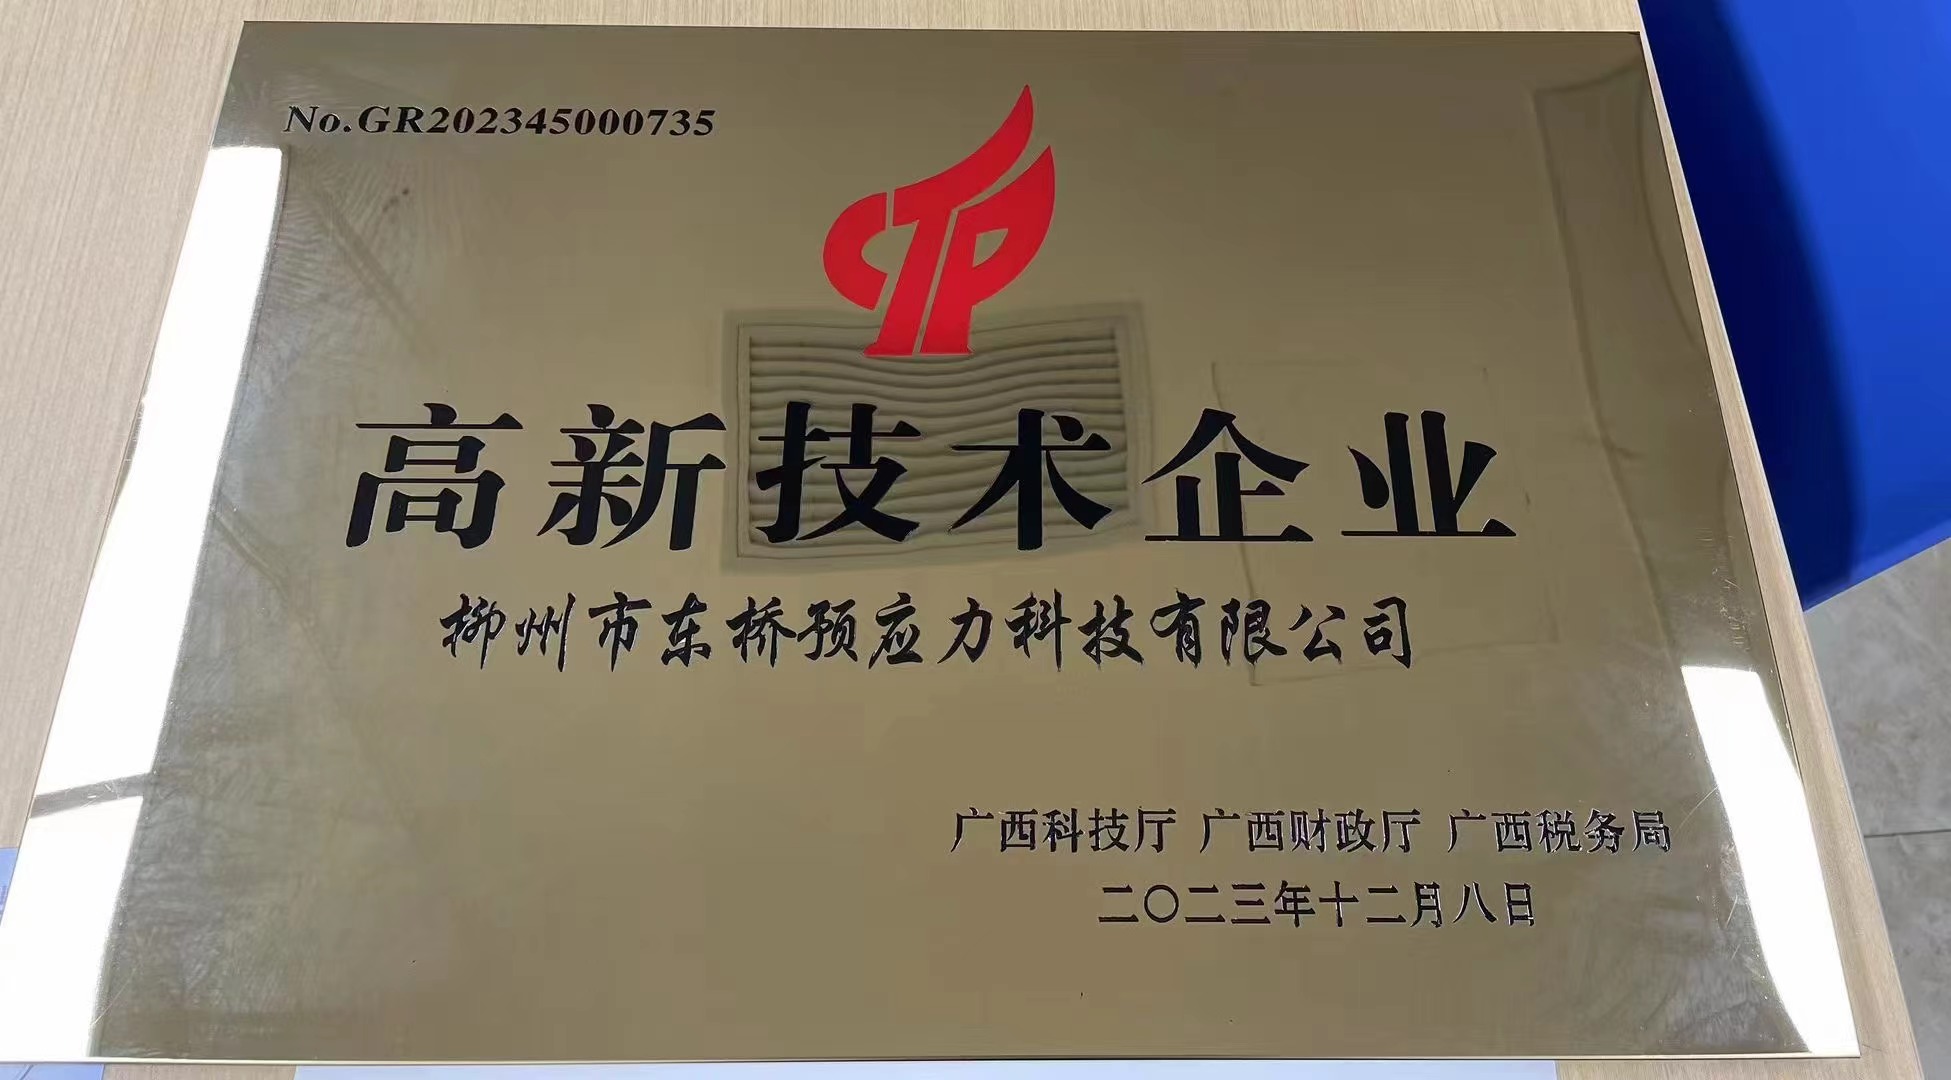 No.GR202345000735
CTP
高新技术企业
柳州市东桥预应力科技有限公司
广西科技厅 广西财政厅 广西税务局
二〇二三年十二月八日